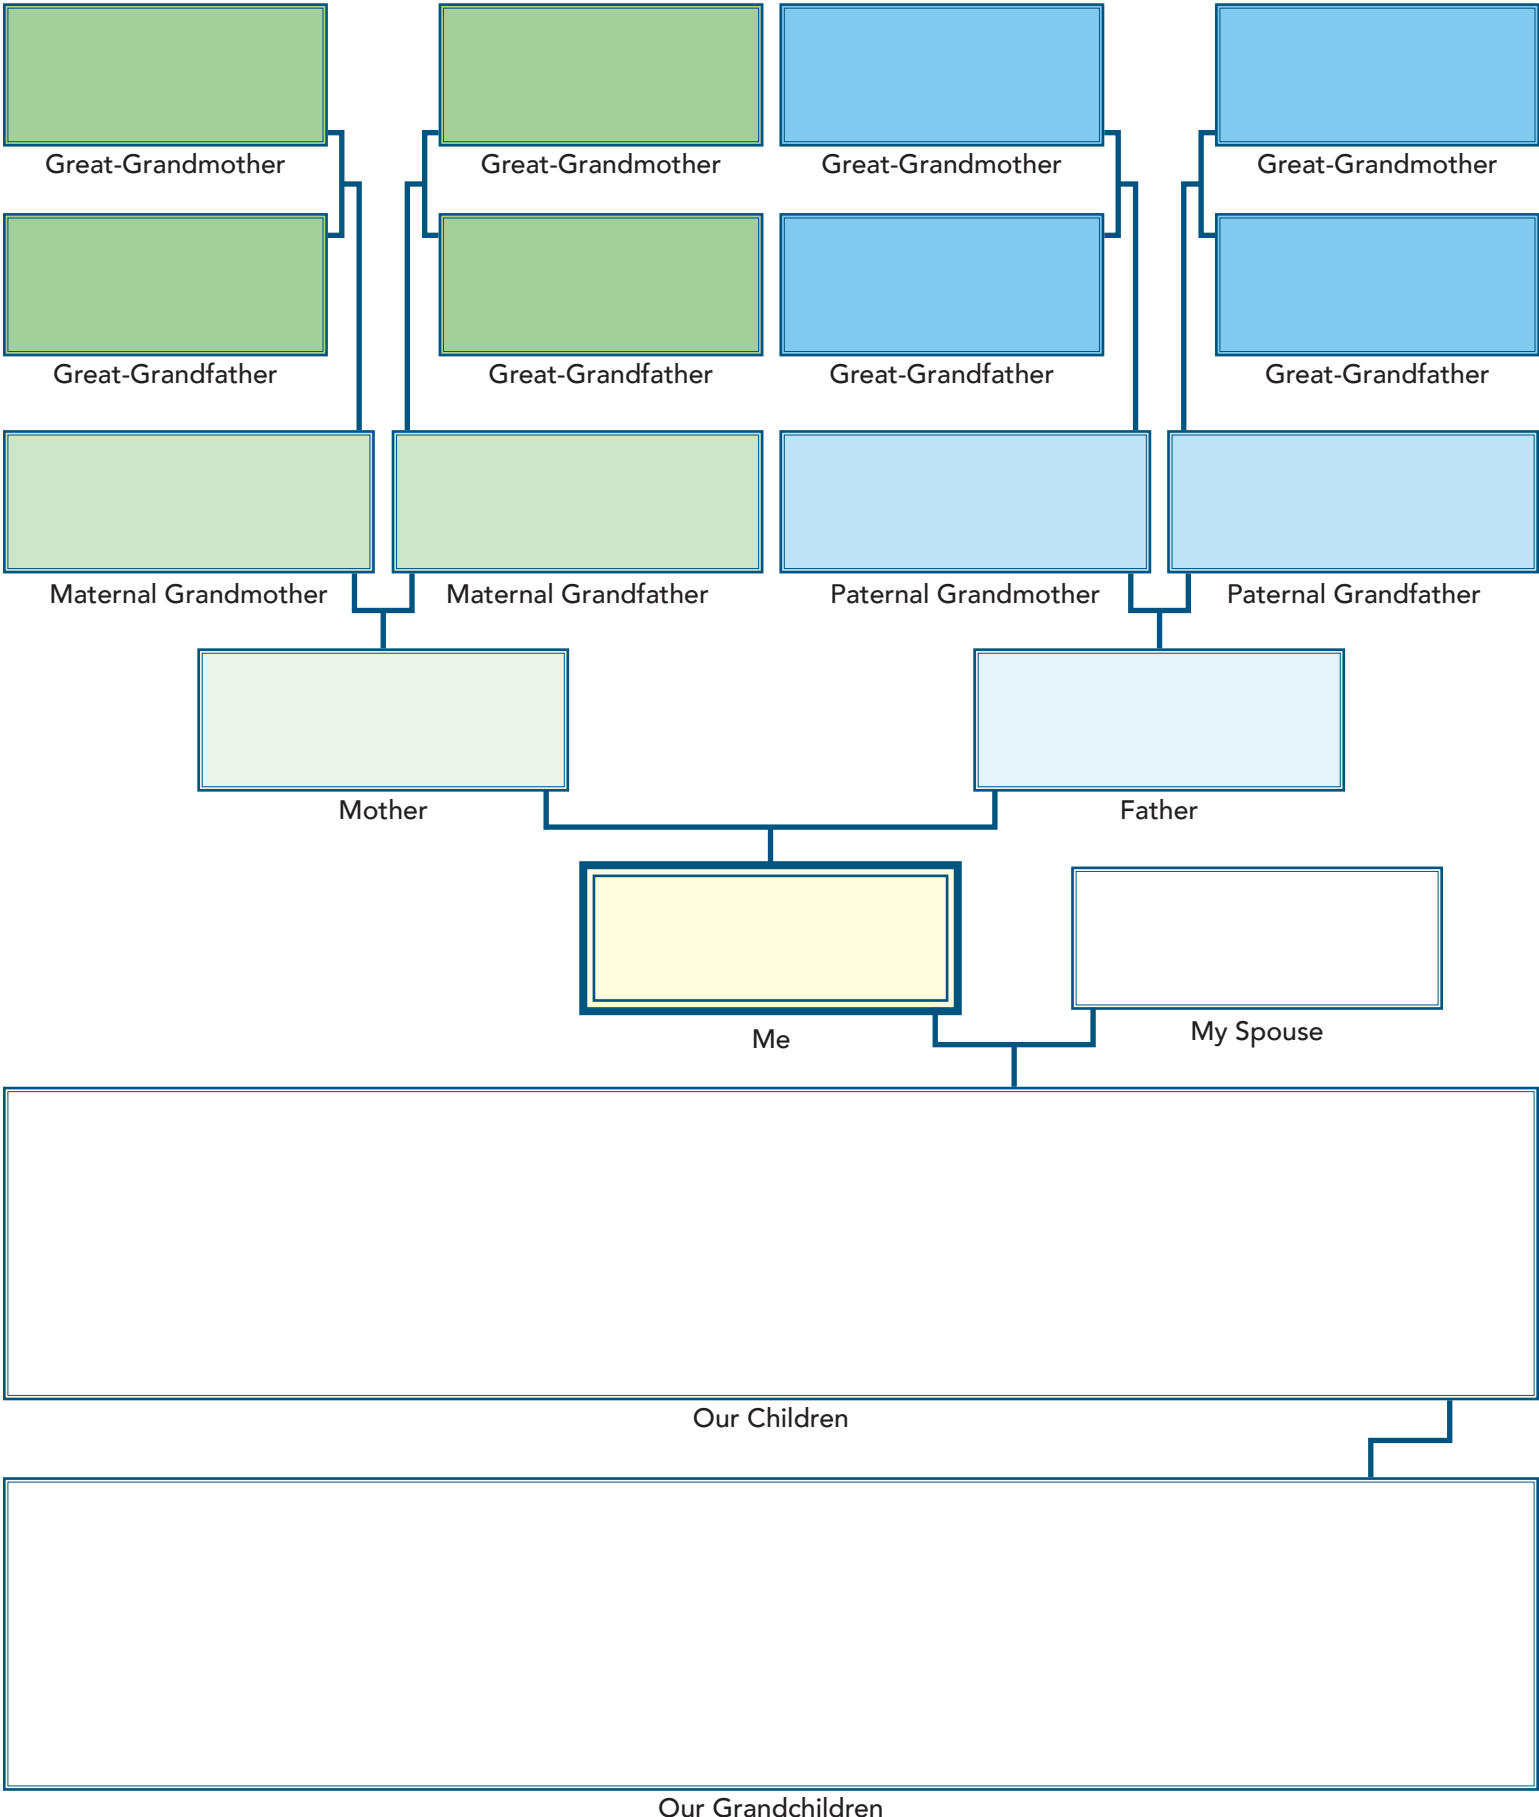 Great-Grandmother
Great-Grandmother
Great-Grandmother
Great-Grandmother
Great-Grandfather
Great-Grandfather
Great-Grandfather
Great-Grandfather
Maternal Grandmother
Maternal Grandfather
Paternal Grandmother
Paternal Grandfather
Mother
Father
Me
My Spouse
Our Children
Our Grandchildren